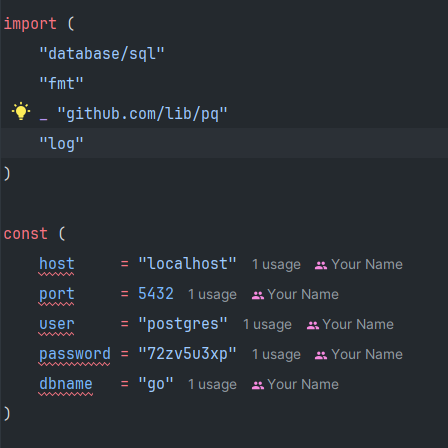 import (
"database/sql"
"fmt"
_ "github.com/lib/pq"
"log"
)
const (
host = "localhost" 1 usage Your Name
port = 5432 1 usage Your Name
user = "postgres" 1 usage Your Name
password = "72zv5u3xp" 1 usage Your Name
dbname = "go" 1 usage Your Name
)